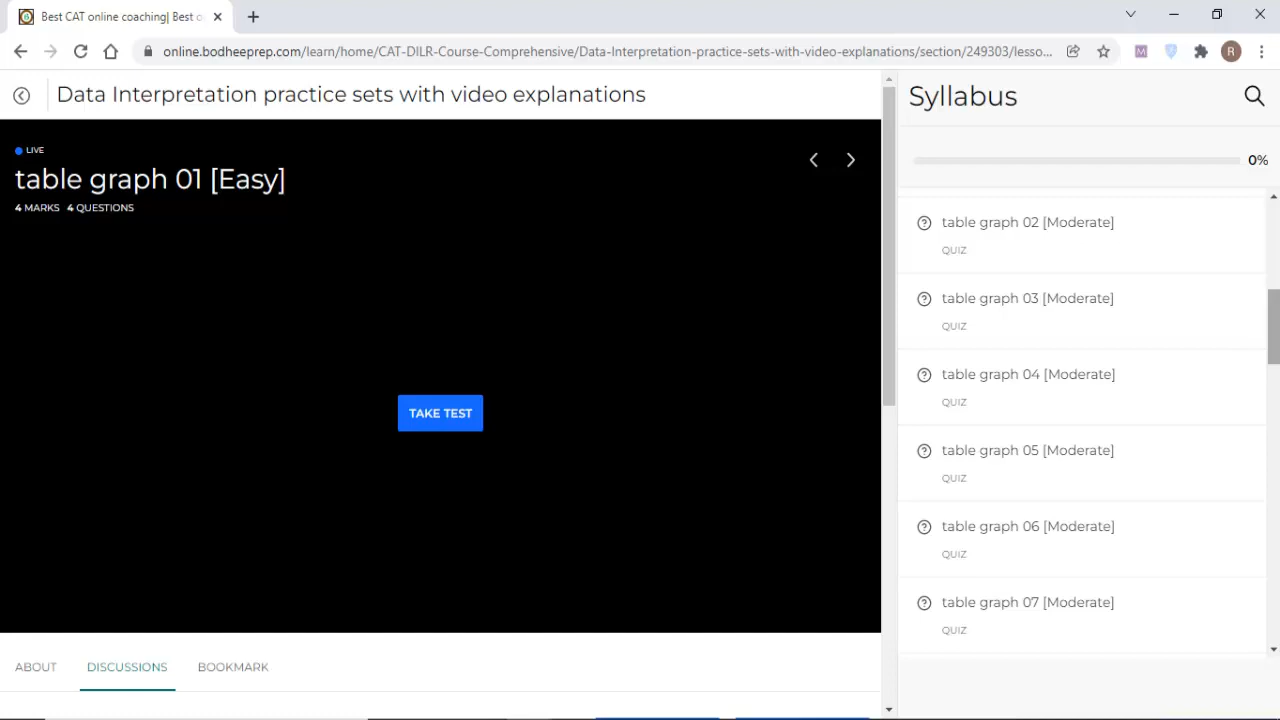 Best CAT online coaching| Best o
online.bodheeprep.com/learn/home/CAT-DILR-Course-Comprehensive/Data-Interpretation-practice-sets-with-video-explanations/section/249303/lesso...
M
R
Data Interpretation practice sets with video explanations
LIVE
table graph 01 [Easy]
4 MARKS 4 QUESTIONS
TAKE TEST
ABOUT DISCUSSIONS BOOKMARK
Syllabus
0%
table graph 02 [Moderate]
QUIZ
table graph 03 [Moderate]
QUIZ
table graph 04 [Moderate]
QUIZ
table graph 05 [Moderate]
QUIZ
table graph 06 [Moderate]
QUIZ
table graph 07 [Moderate]
QUIZ